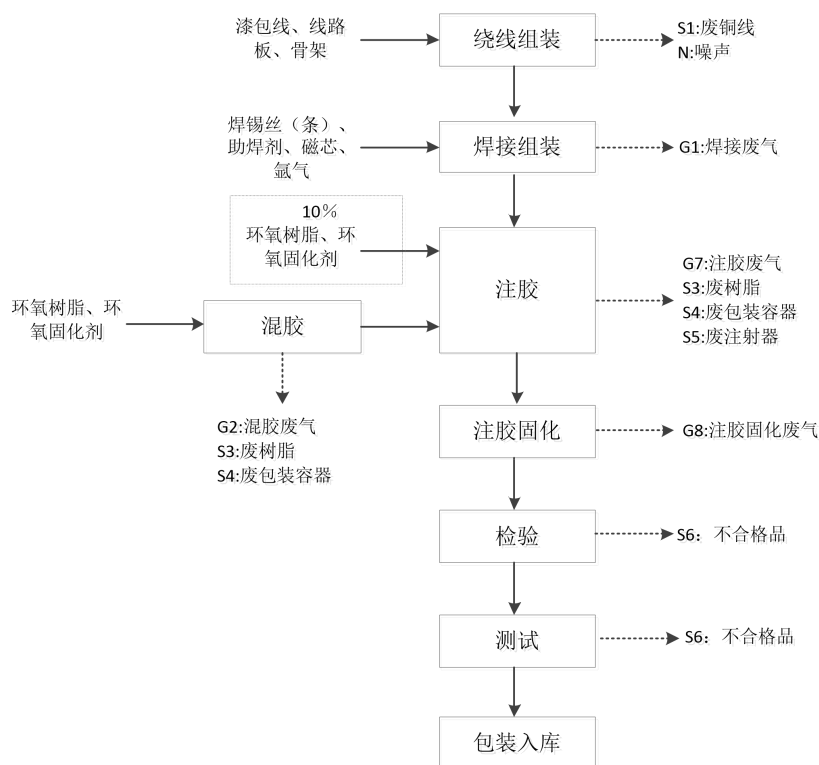 漆包线、线路
板、骨架
绕线组装
S1:废铜线
N:噪声
焊锡丝（条）、
助焊剂、磁芯、
氩气
焊接组装
G1:焊接废气
10%
环氧树脂、环
氧固化剂
注胶
G7:注胶废气
S3:废树脂
S4:废包装容器
S5:废注射器
环氧树脂、环
氧固化剂
混胶
G2:混胶废气
S3:废树脂
S4:废包装容器
注胶固化
G8:注胶固化废气
检验
S6：不合格品
测试
S6：不合格品
包装入库